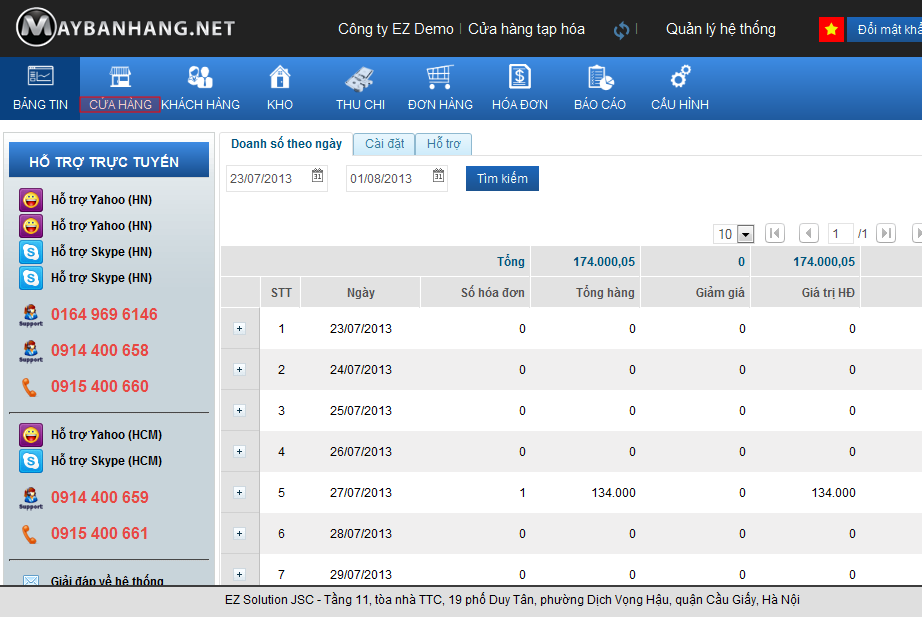 MAYBANHANG.NET
Công ty EZ Demo | Cửa hàng tạp hóa | Quản lý hệ thống
Đổi mật khẩ
BẢNG TIN CỬA HÀNG KHÁCH HÀNG KHO THU CHI ĐƠN HÀNG HÓA ĐƠN BÁO CÁO CẤU HÌNH
HỖ TRỢ TRỰC TUYẾN
Hỗ trợ Yahoo (HN)
Hỗ trợ Yahoo (HN)
Hỗ trợ Skype (HN)
Hỗ trợ Skype (HN)
Support 0164 969 6146
Support 0914 400 658
0915 400 660
Hỗ trợ Yahoo (HCM)
Hỗ trợ Skype (HCM)
Support 0914 400 659
0915 400 661
Giải đáp về hệ thống
Doanh số theo ngày Cài đặt Hỗ trợ
23/07/2013 31 01/08/2013 31 Tìm kiếm
10 1 /1
Tổng 174.000,05 0 174.000,05
STT Ngày Số hóa đơn Tổng hàng Giảm giá Giá trị HĐ
+ 1 23/07/2013 0 0 0 0
+ 2 24/07/2013 0 0 0 0
+ 3 25/07/2013 0 0 0 0
+ 4 26/07/2013 0 0 0 0
+ 5 27/07/2013 1 134.000 0 134.000
+ 6 28/07/2013 0 0 0 0
+ 7 29/07/2013 0 0 0 0
EZ Solution JSC - Tầng 11, tòa nhà TTC, 19 phố Duy Tân, phường Dịch Vọng Hậu, quận Cầu Giấy, Hà Nội